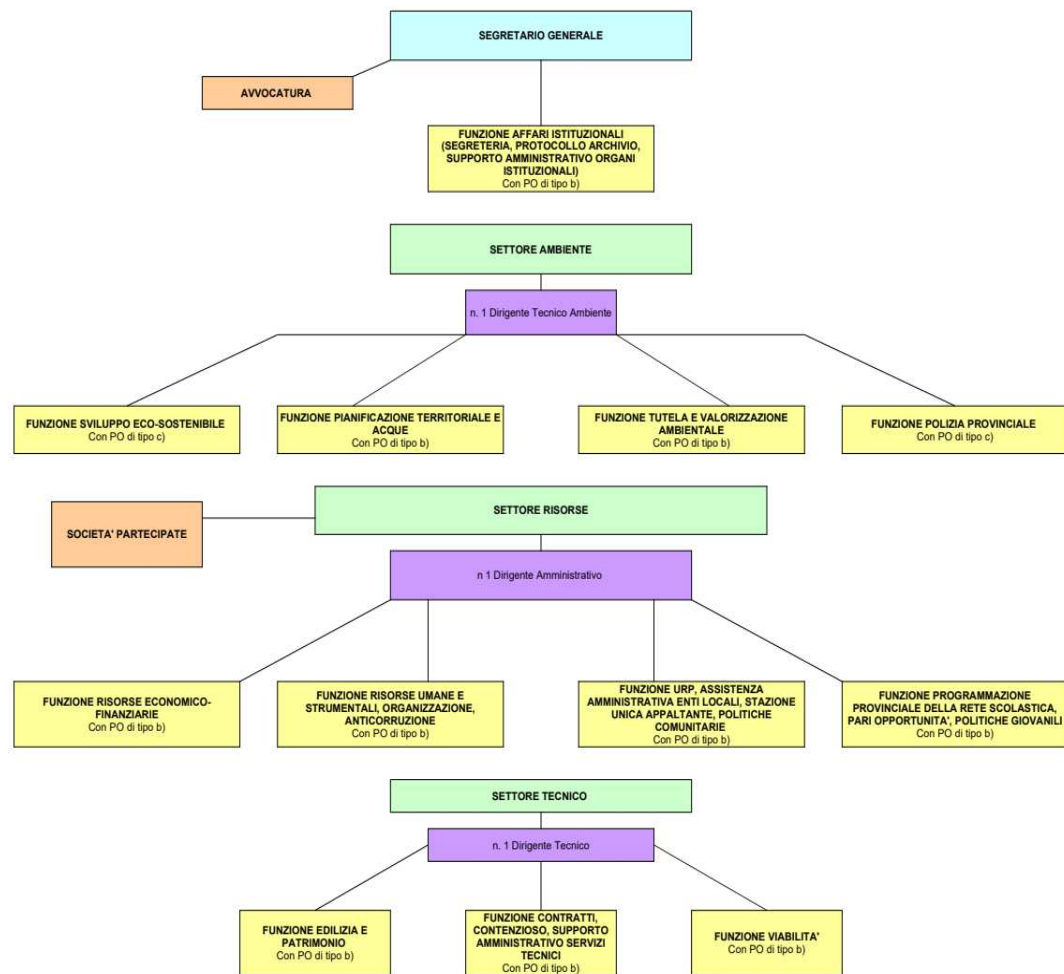 SEGRETARIO GENERALE
AVVOCATURA
FUNZIONE AFFARI ISTITUZIONALI
(SEGRETERIA, PROTOCOLLO ARCHIVIO,
SUPPORTO AMMINISTRATIVO ORGANI
ISTITUZIONALI)
Con PO di tipo b)
SETTORE AMBIENTE
n. 1 Dirigente Tecnico Ambiente
FUNZIONE SVILUPPO ECO-SOSTENIBILE
Con PO di tipo c)
FUNZIONE PIANIFICAZIONE TERRITORIALE E
ACQUE
Con PO di tipo b)
FUNZIONE TUTELA E VALORIZZAZIONE
AMBIENTALE
Con PO di tipo b)
FUNZIONE POLIZIA PROVINCIALE
Con PO di tipo c)
SETTORE RISORSE
SOCIETA' PARTECIPATE
n 1 Dirigente Amministrativo
FUNZIONE RISORSE ECONOMICO-
FINANZIARIE
Con PO di tipo b)
FUNZIONE RISORSE UMANE E
STRUMENTALI, ORGANIZZAZIONE,
ANTICORRUZIONE
Con PO di tipo b)
FUNZIONE URP, ASSISTENZA
AMMINISTRATIVA ENTI LOCALI, STAZIONE
UNICA APPALTANTE, POLITICHE
COMUNITARIE
Con PO di tipo b)
FUNZIONE PROGRAMMAZIONE
PROVINCIALE DELLA RETE SCOLASTICA,
PARI OPPORTUNITA', POLITICHE GIOVANILI
Con PO di tipo b)
SETTORE TECNICO
n. 1 Dirigente Tecnico
FUNZIONE EDILIZIA E
PATRIMONIO
Con PO di tipo b)
FUNZIONE CONTRATTI,
CONTENZIOSO, SUPPORTO
AMMINISTRATIVO SERVIZI
TECNICI
Con PO di tipo b)
FUNZIONE VIABILITA'
Con PO di tipo b)